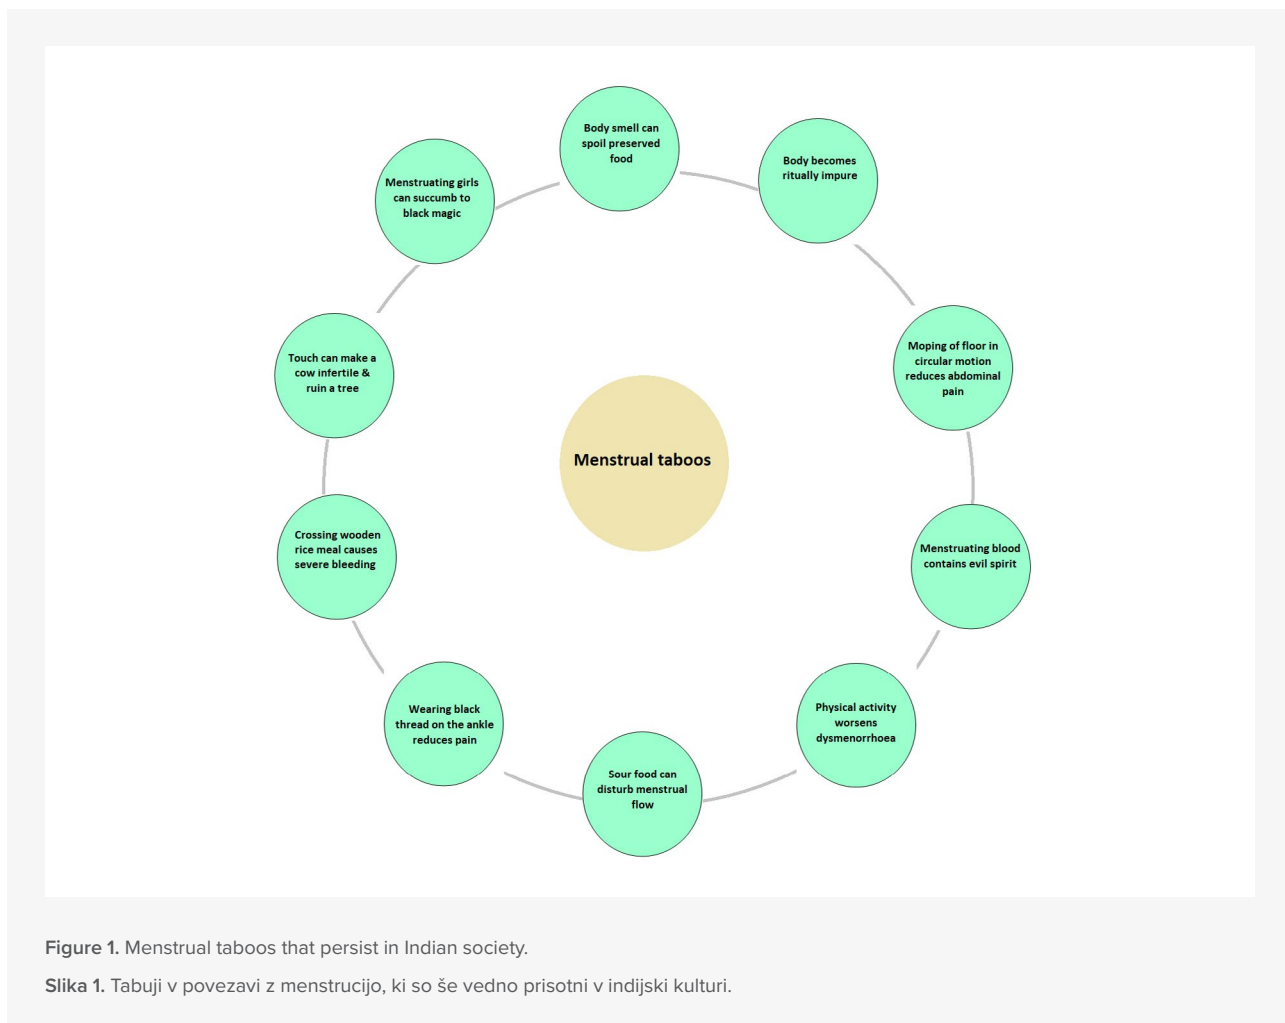 Body smell can
spoil preserved
food
Body becomes
ritually impure
Menstruating girls
can succumb to
black magic
Moping of floor in
circular motion
reduces abdominal
pain
Touch can make a
cow infertile &
ruin a tree
Menstrual taboos
Crossing wooden
rice meal causes
severe bleeding
Menstruating blood
contains evil spirit
Wearing black
thread on the ankle
reduces pain
Physical activity
worsens
dysmenorrhoea
Sour food can
disturb menstrual
flow
Figure 1. Menstrual taboos that persist in Indian society.
Slika 1. Tabuji v povezavi z menstrucijo, ki so še vedno prisotni v indijski kulturi.